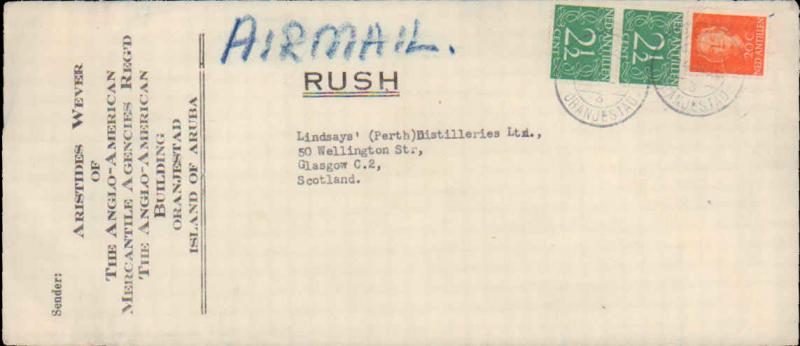 AIRMAIL.
RUSH
Lindsays' (Perth)Distilleries Ltd.,
50 Wellington Str,
Glasgow C.2,
Scotland.
Sender:
ARISTIDES WEVER
OF
THE ANGLO-AMERICAN
MERCANTILE AGENCIES REG'D
THE ANGLO-AMERICAN
BUILDING
ORANJESTAD
ISLAND OF ARUBA
NED ANTILLEN
2½
CENT
NED ANTILLEN
2½
CENT
20 C
NED ANTILLEN
ORANJESTAD
ORANJESTAD